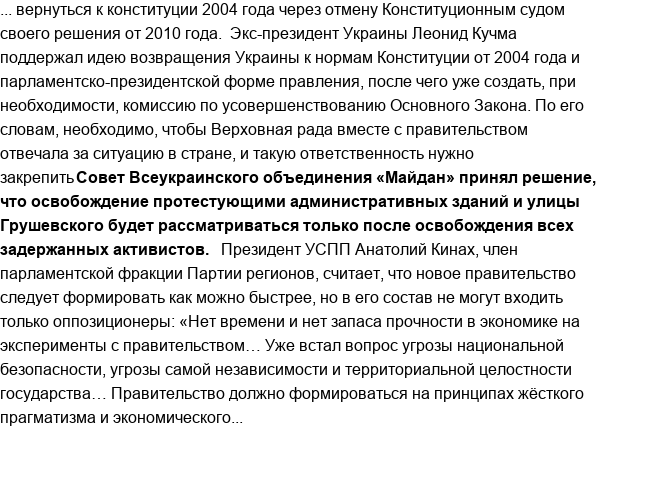 ... вернуться к конституции 2004 года через отмену Конституционным судом
своего решения от 2010 года.  Экс-президент Украины Леонид Кучма
поддержал идею возвращения Украины к нормам Конституции от 2004 года и
парламентско-президентской форме правления, после чего уже создать, при
необходимости, комиссию по усовершенствованию Основного Закона. По его
словам, необходимо, чтобы Верховная рада вместе с правительством
отвечала за ситуацию в стране, и такую ответственность нужно
закрепить Совет Всеукраинского объединения «Майдан» принял решение,
что освобождение протестующими административных зданий и улицы
Грушевского будет рассматриваться только после освобождения всех
задержанных активистов.   Президент УСПП Анатолий Кинах, член
парламентской фракции Партии регионов, считает, что новое правительство
следует формировать как можно быстрее, но в его состав не могут входить
только оппозиционеры: «Нет времени и нет запаса прочности в экономике на
эксперименты с правительством… Уже встал вопрос угрозы национальной
безопасности, угрозы самой независимости и территориальной целостности
государства… Правительство должно формироваться на принципах жёсткого
прагматизма и экономического...